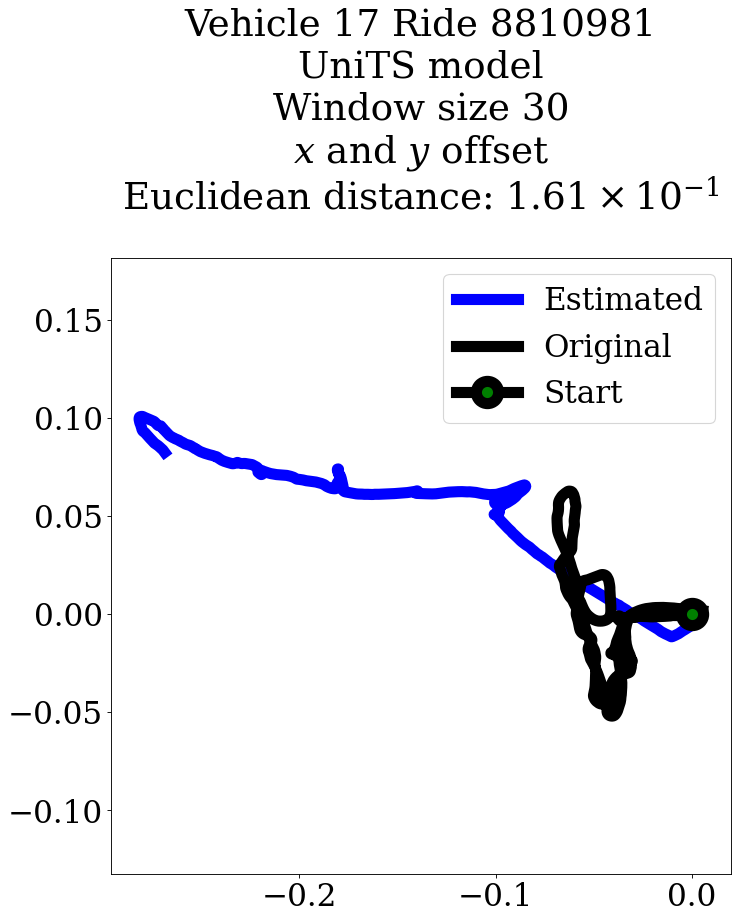 Vehicle 17 Ride 8810981
UniTS model
Window size 30
x and y offset
Euclidean distance: 1.61 × 10⁻¹
Estimated
Original
Start
0.15
0.10
0.05
0.00
−0.05
−0.10
−0.2
−0.1
0.0